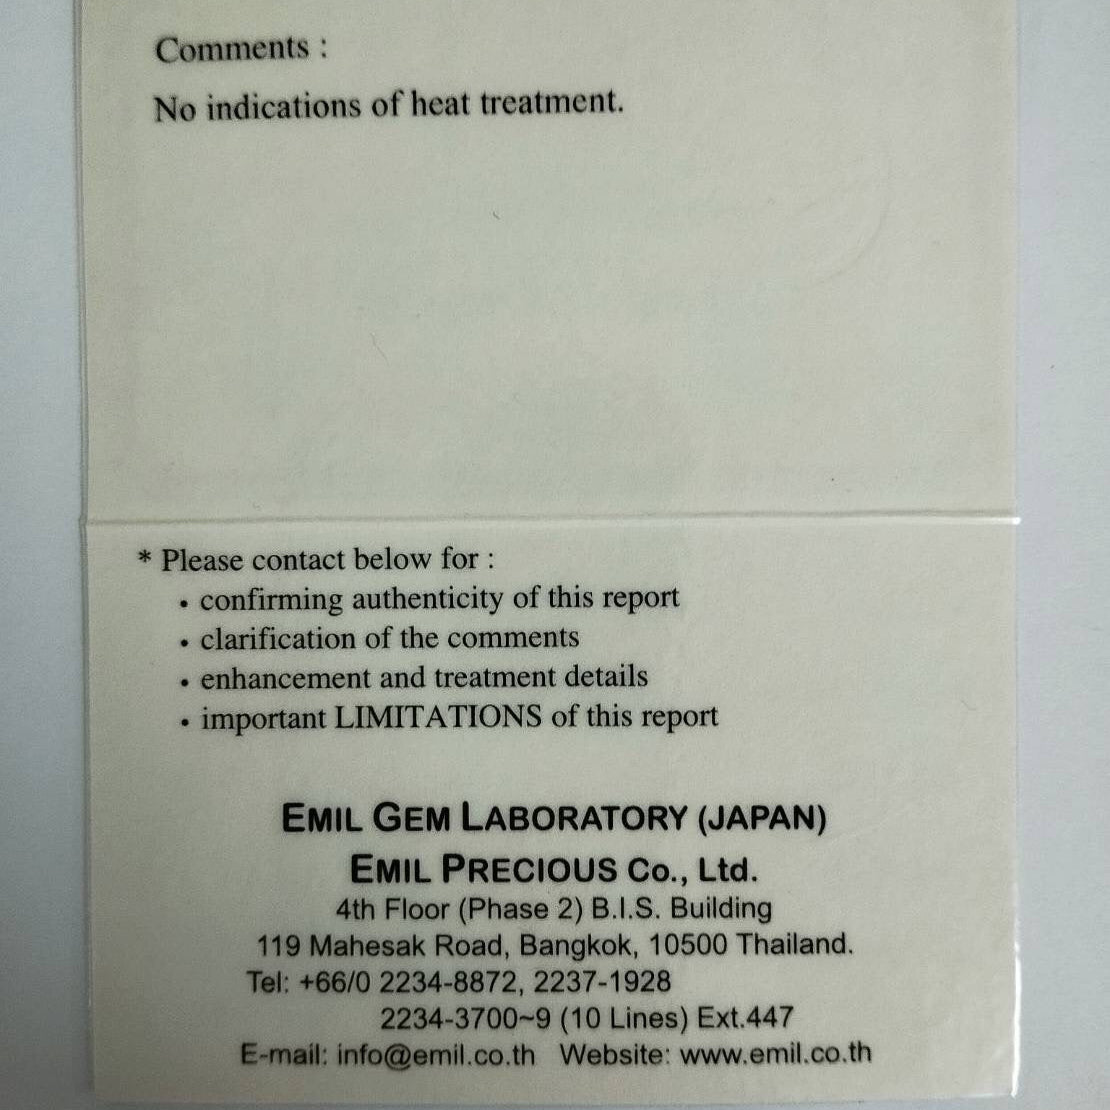 Comments :
No indications of heat treatment.
* Please contact below for :
• confirming authenticity of this report
• clarification of the comments
• enhancement and treatment details
• important LIMITATIONS of this report
EMIL GEM LABORATORY (JAPAN)
EMIL PRECIOUS Co., Ltd.
4th Floor (Phase 2) B.I.S. Building
119 Mahesak Road, Bangkok, 10500 Thailand.
Tel: +66/0 2234-8872, 2237-1928
2234-3700~9 (10 Lines) Ext.447
E-mail: info@emil.co.th Website: www.emil.co.th